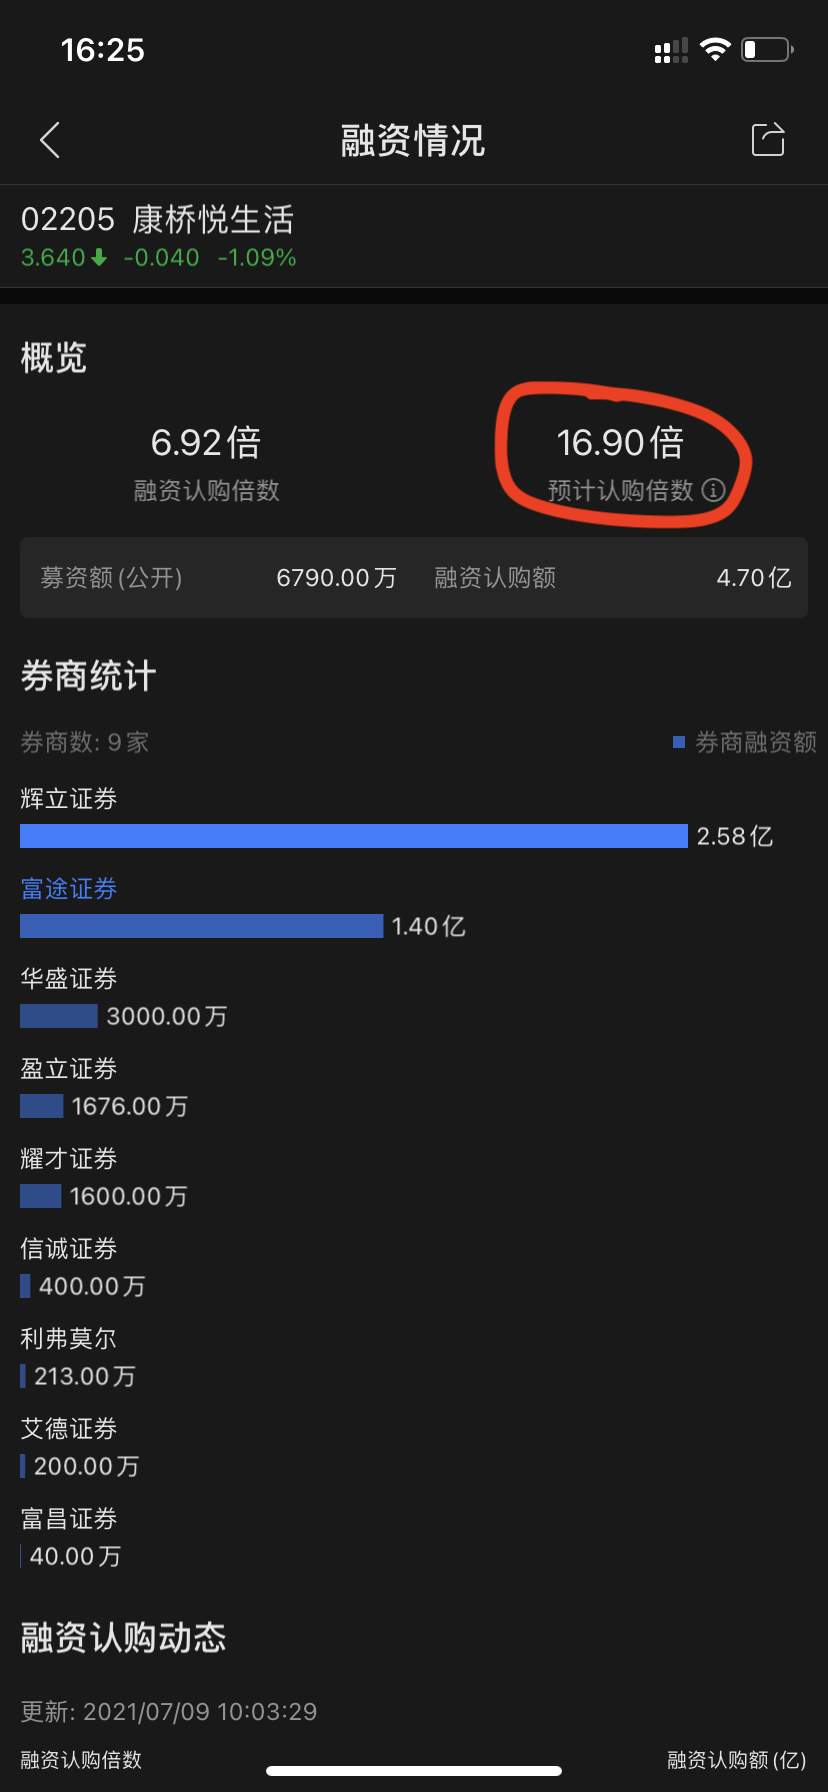 16:25
融资情况
02205 康桥悦生活
3.640 -0.040 -1.09%
概览
6.92倍 16.90倍
融资认购倍数 预计认购倍数
募资额(公开) 6790.00万 融资认购额 4.70亿
券商统计
券商数: 9家 券商融资额
辉立证券
2.58亿
富途证券
1.40亿
华盛证券
3000.00万
盈立证券
1676.00万
耀才证券
1600.00万
信诚证券
400.00万
利弗莫尔
213.00万
艾德证券
200.00万
富昌证券
40.00万
融资认购动态
更新: 2021/07/09 10:03:29
融资认购倍数 融资认购额(亿)